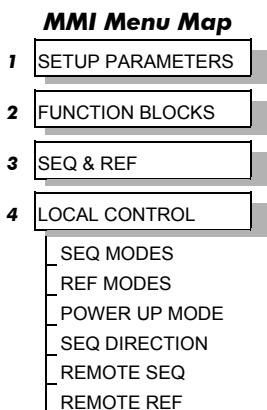 MMI Menu Map
1 SETUP PARAMETERS
2 FUNCTION BLOCKS
3 SEQ & REF
4 LOCAL CONTROL
SEQ MODES
REF MODES
POWER UP MODE
SEQ DIRECTION
REMOTE SEQ
REMOTE REF